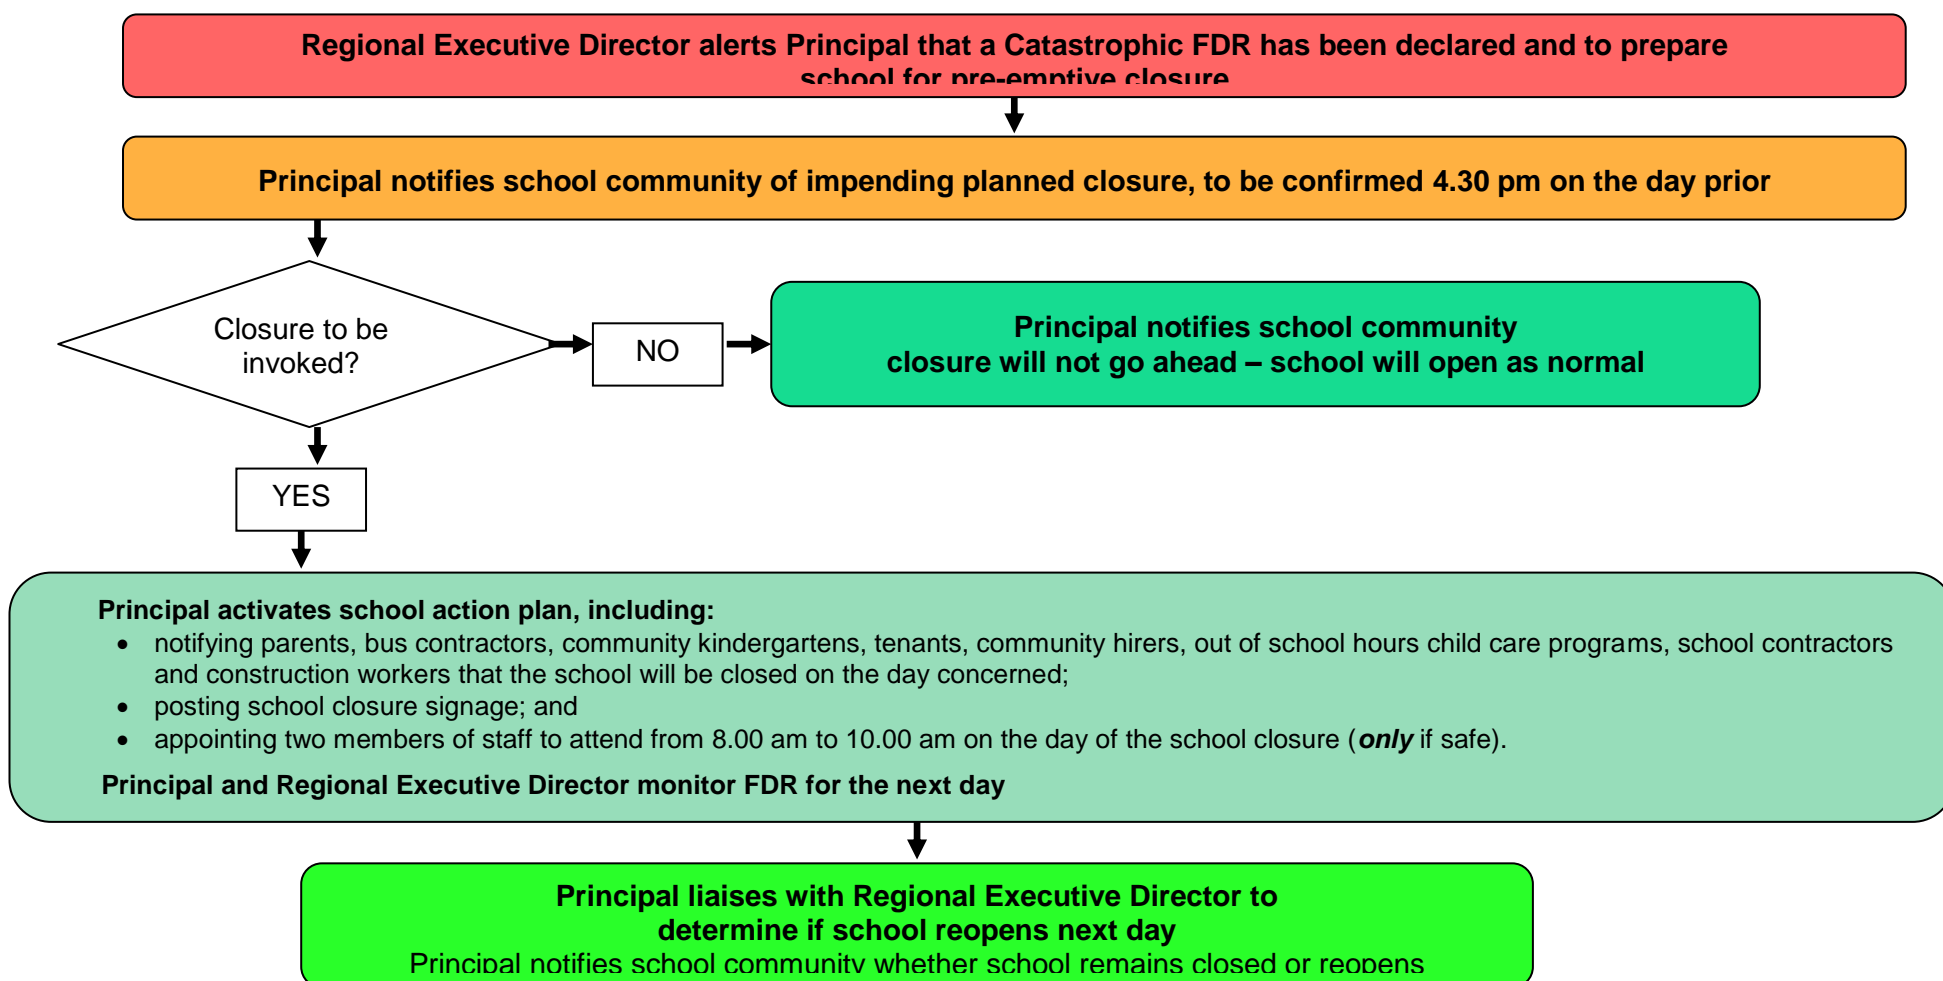 Regional Executive Director alerts Principal that a Catastrophic FDR has been declared and to prepare
school for pre-emptive closure
Principal notifies school community of impending planned closure, to be confirmed 4.30 pm on the day prior
Closure to be
invoked?
NO
Principal notifies school community
closure will not go ahead – school will open as normal
YES
Principal activates school action plan, including:
• notifying parents, bus contractors, community kindergartens, tenants, community hirers, out of school hours child care programs, school contractors
and construction workers that the school will be closed on the day concerned;
• posting school closure signage; and
• appointing two members of staff to attend from 8.00 am to 10.00 am on the day of the school closure (only if safe).
Principal and Regional Executive Director monitor FDR for the next day
Principal liaises with Regional Executive Director to
determine if school reopens next day
Principal notifies school community whether school remains closed or reopens